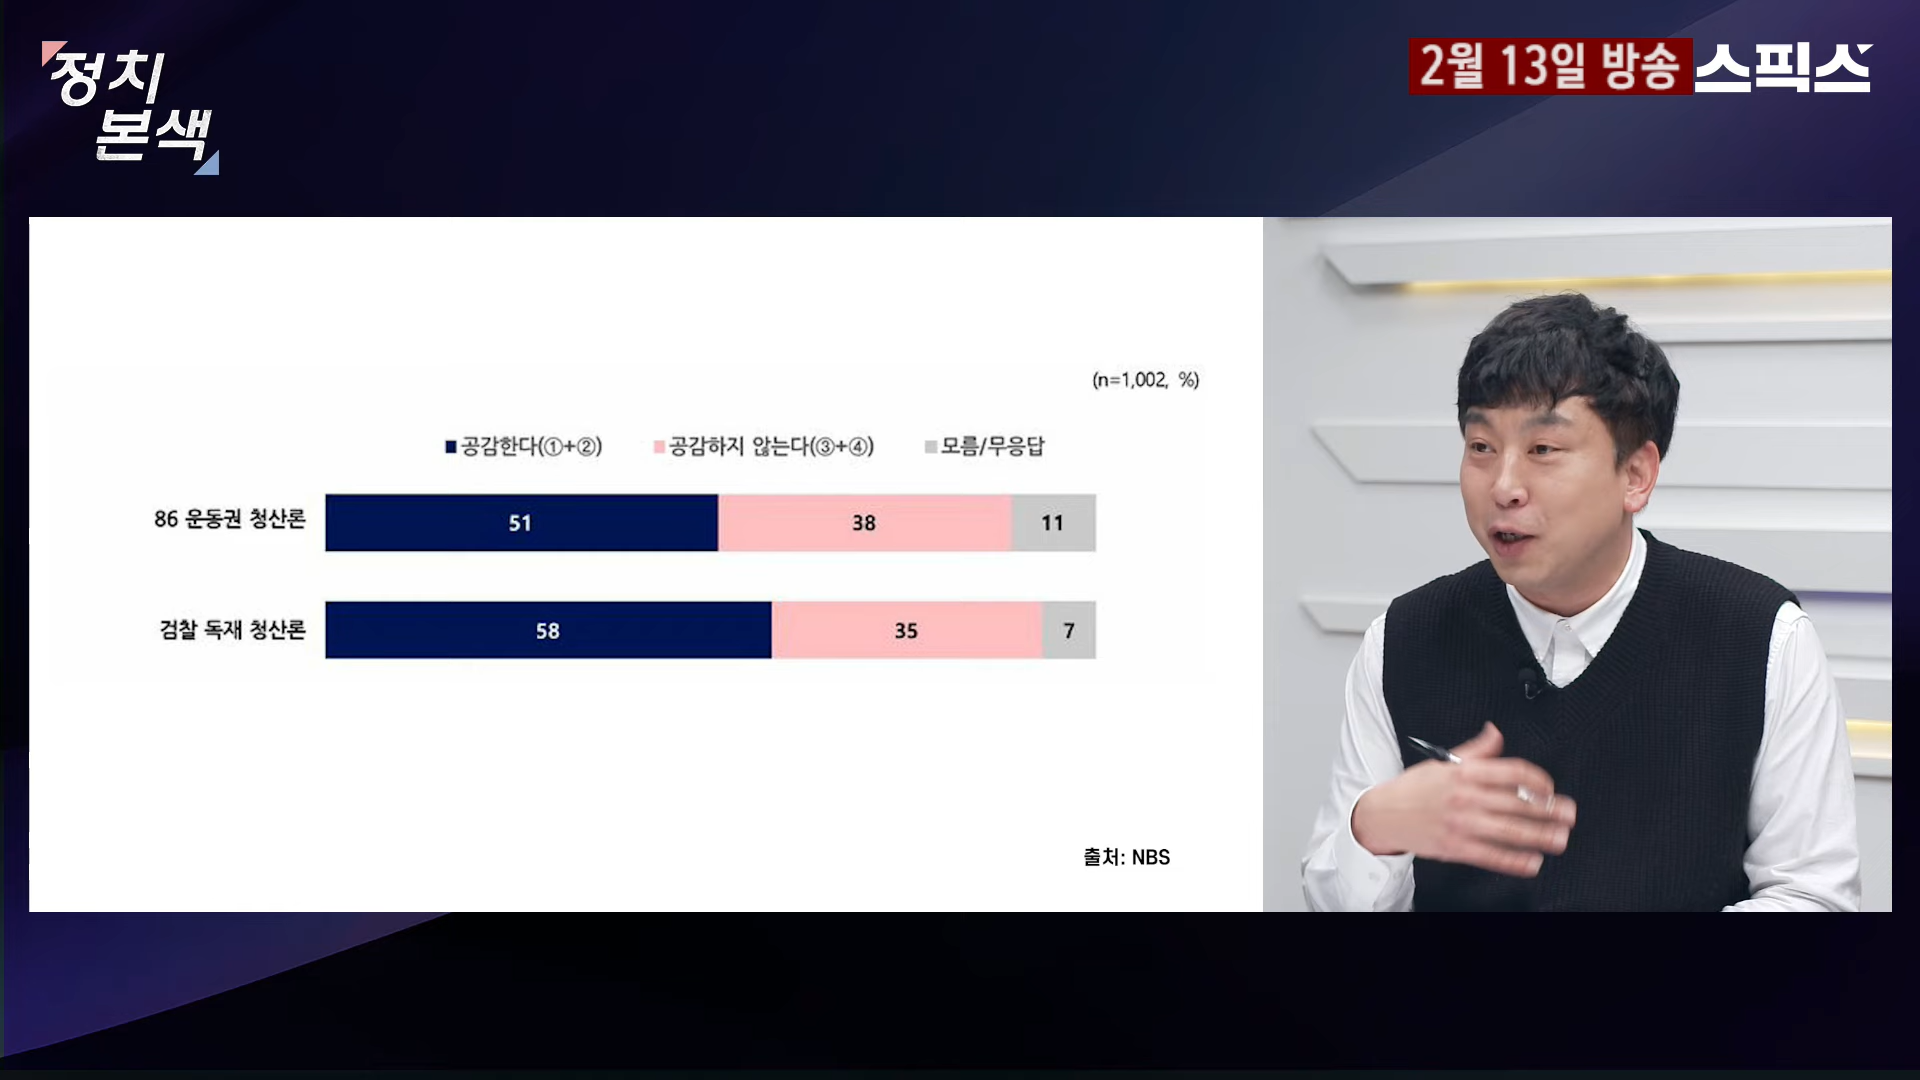 정치
본색
2월 13일 방송
스픽스
(n=1,002, %)
공감한다(①+②) 공감하지 않는다(③+④) 모름/무응답
86 운동권 청산론 51 38 11
검찰 독재 청산론 58 35 7
출처: NBS